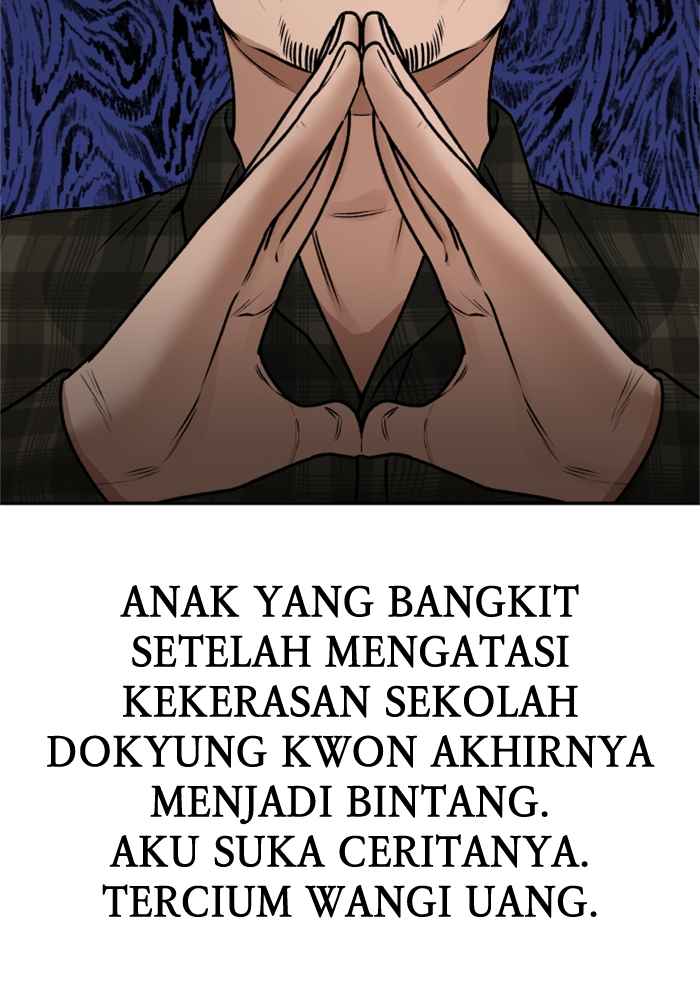 ANAK YANG BANGKIT
SETELAH MENGATASI
KEKERASAN SEKOLAH
DOKYUNG KWON AKHIRNYA
MENJADI BINTANG.
AKU SUKA CERITANYA.
TERCIUM WANGI UANG.